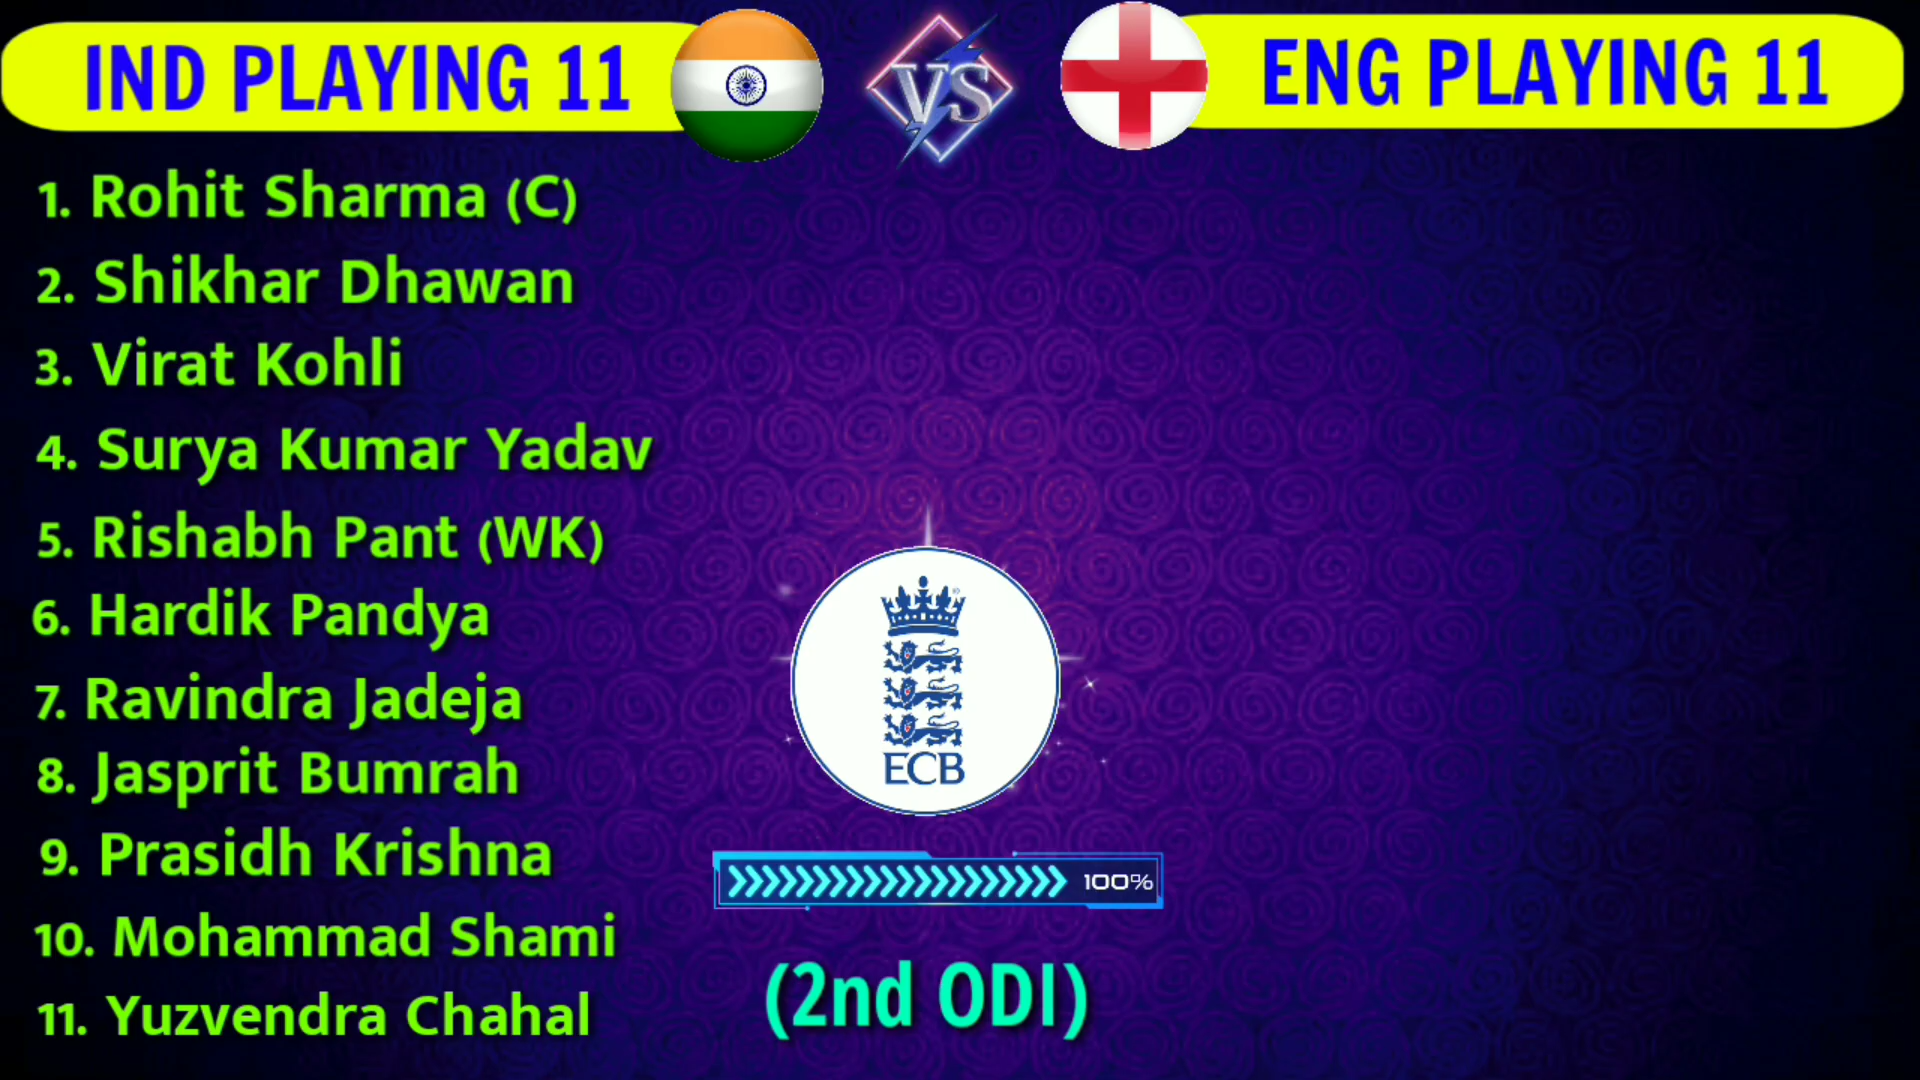 IND PLAYING 11
VS
ENG PLAYING 11
1. Rohit Sharma (C)
2. Shikhar Dhawan
3. Virat Kohli
4. Surya Kumar Yadav
5. Rishabh Pant (WK)
6. Hardik Pandya
7. Ravindra Jadeja
8. Jasprit Bumrah
9. Prasidh Krishna
10. Mohammad Shami
11. Yuzvendra Chahal
ECB
100%
(2nd ODI)